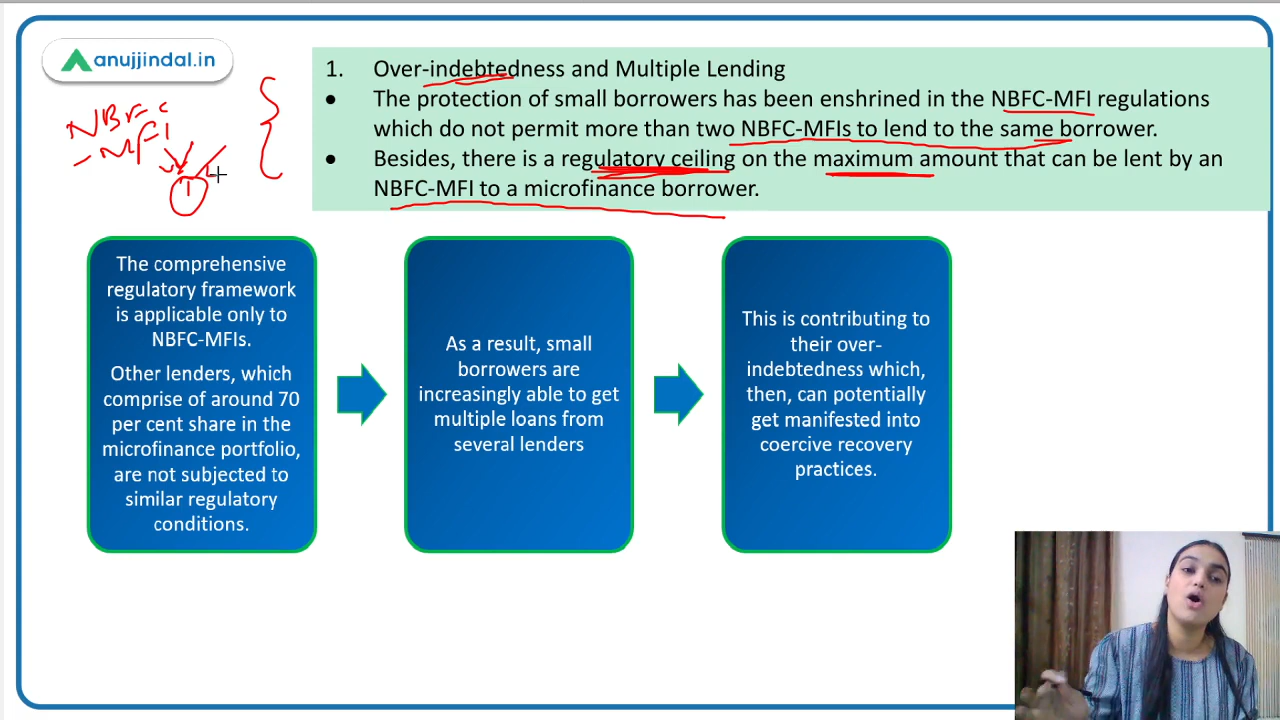 anujjindal.in
NBFC
-MFI
1
1. Over-indebtedness and Multiple Lending
• The protection of small borrowers has been enshrined in the NBFC-MFI regulations
which do not permit more than two NBFC-MFIs to lend to the same borrower.
• Besides, there is a regulatory ceiling on the maximum amount that can be lent by an
NBFC-MFI to a microfinance borrower.
The comprehensive
regulatory framework
is applicable only to
NBFC-MFIs.
Other lenders, which
comprise of around 70
per cent share in the
microfinance portfolio,
are not subjected to
similar regulatory
conditions.
As a result, small
borrowers are
increasingly able to get
multiple loans from
several lenders
This is contributing to
their over-
indebtedness which,
then, can potentially
get manifested into
coercive recovery
practices.